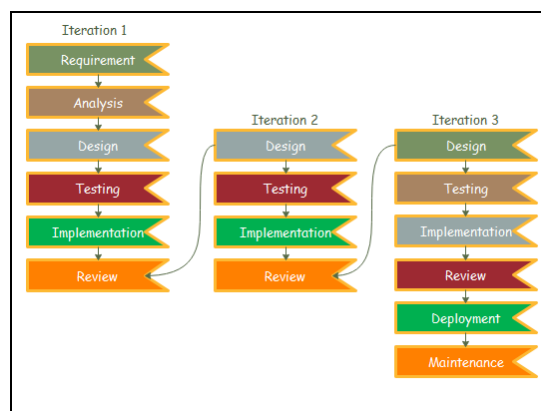 Iteration 1
Requirement
Analysis
Design
Testing
Implementation
Review
Iteration 2
Design
Testing
Implementation
Review
Iteration 3
Design
Testing
Implementation
Review
Deployment
Maintenance